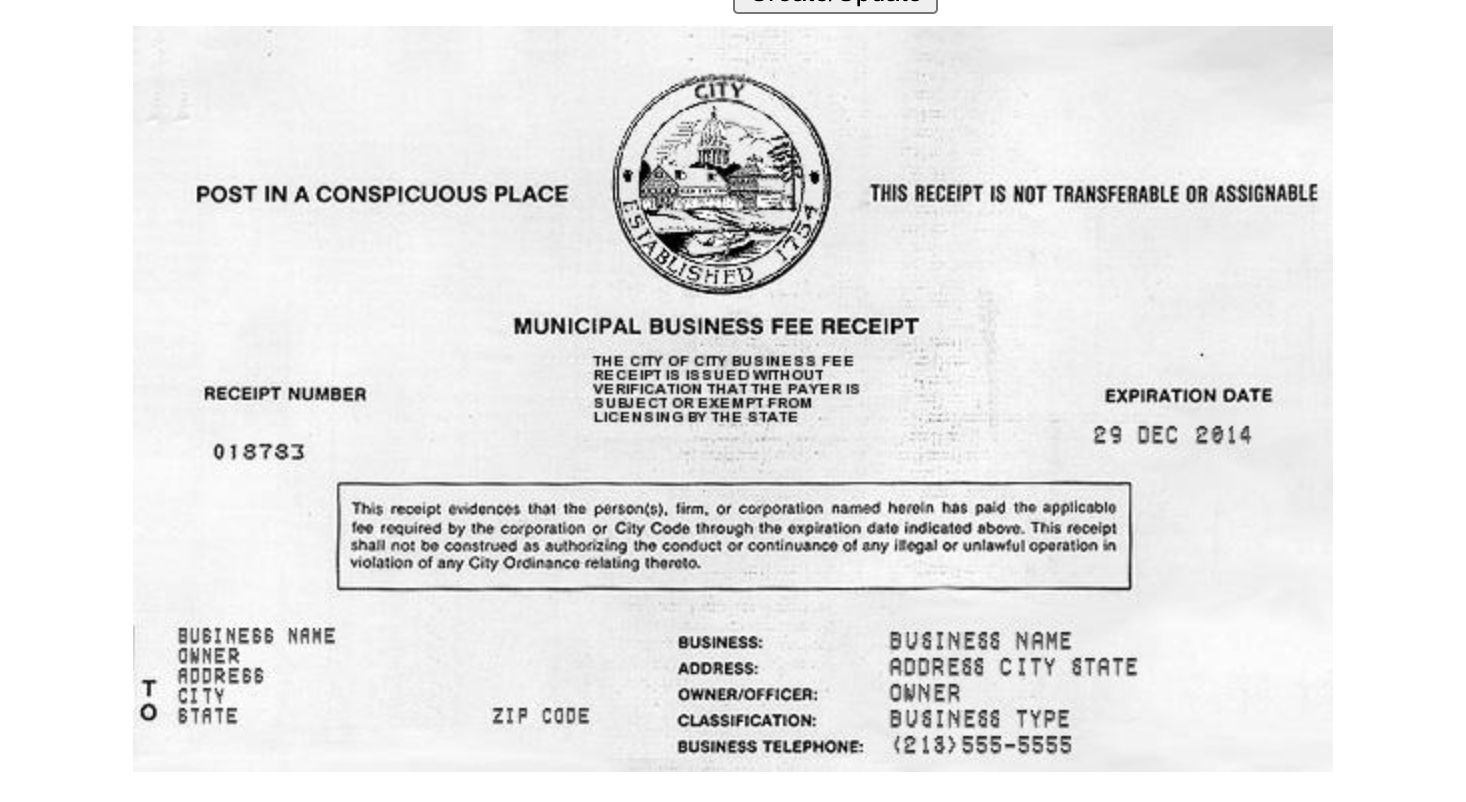 CITY
ESTABLISHED 1754
POST IN A CONSPICUOUS PLACE
THIS RECEIPT IS NOT TRANSFERABLE OR ASSIGNABLE
MUNICIPAL BUSINESS FEE RECEIPT
THE CITY OF CITY BUSINESS FEE
RECEIPT IS ISSUED WITHOUT
VERIFICATION THAT THE PAYER IS
SUBJECT OR EXEMPT FROM
LICENSING BY THE STATE
RECEIPT NUMBER
018783
EXPIRATION DATE
29 DEC 2014
This receipt evidences that the person(s), firm, or corporation named herein has paid the applicable
fee required by the corporation or City Code through the expiration date indicated above. This receipt
shall not be construed as authorizing the conduct or continuance of any illegal or unlawful operation in
violation of any City Ordinance relating thereto.
TO
BUSINESS NAME
OWNER
ADDRESS
CITY
STATE ZIP CODE
BUSINESS: BUSINESS NAME
ADDRESS: ADDRESS CITY STATE
OWNER/OFFICER: OWNER
CLASSIFICATION: BUSINESS TYPE
BUSINESS TELEPHONE: (213)555-5555